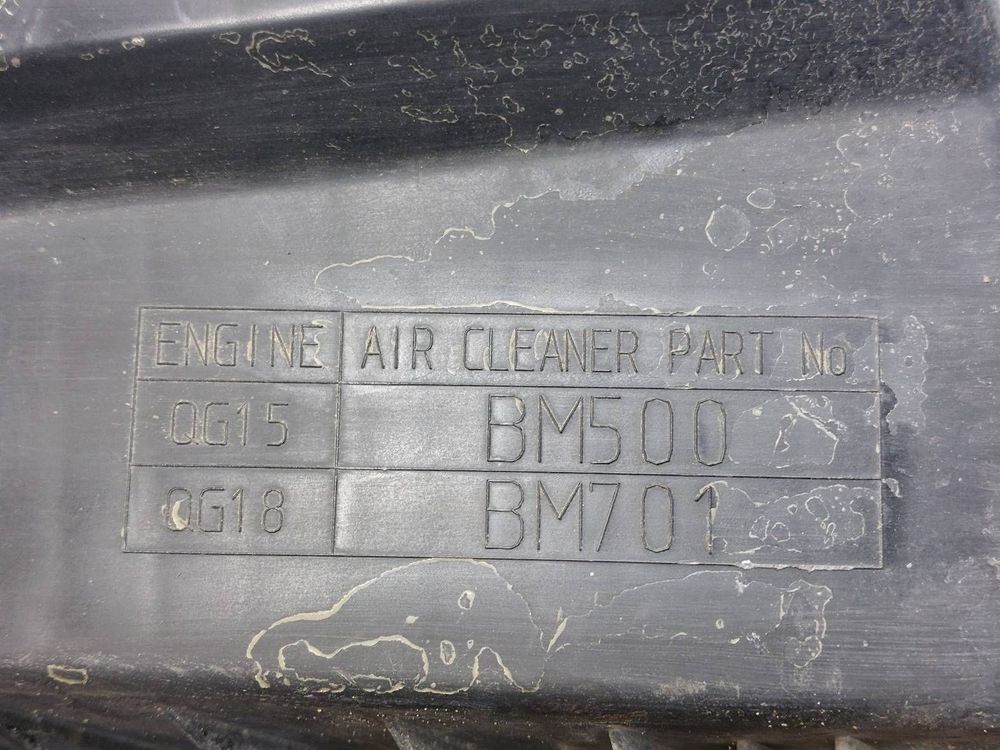 ENGINE AIR CLEANER PART No
QG15 BM500
QG18 BM701